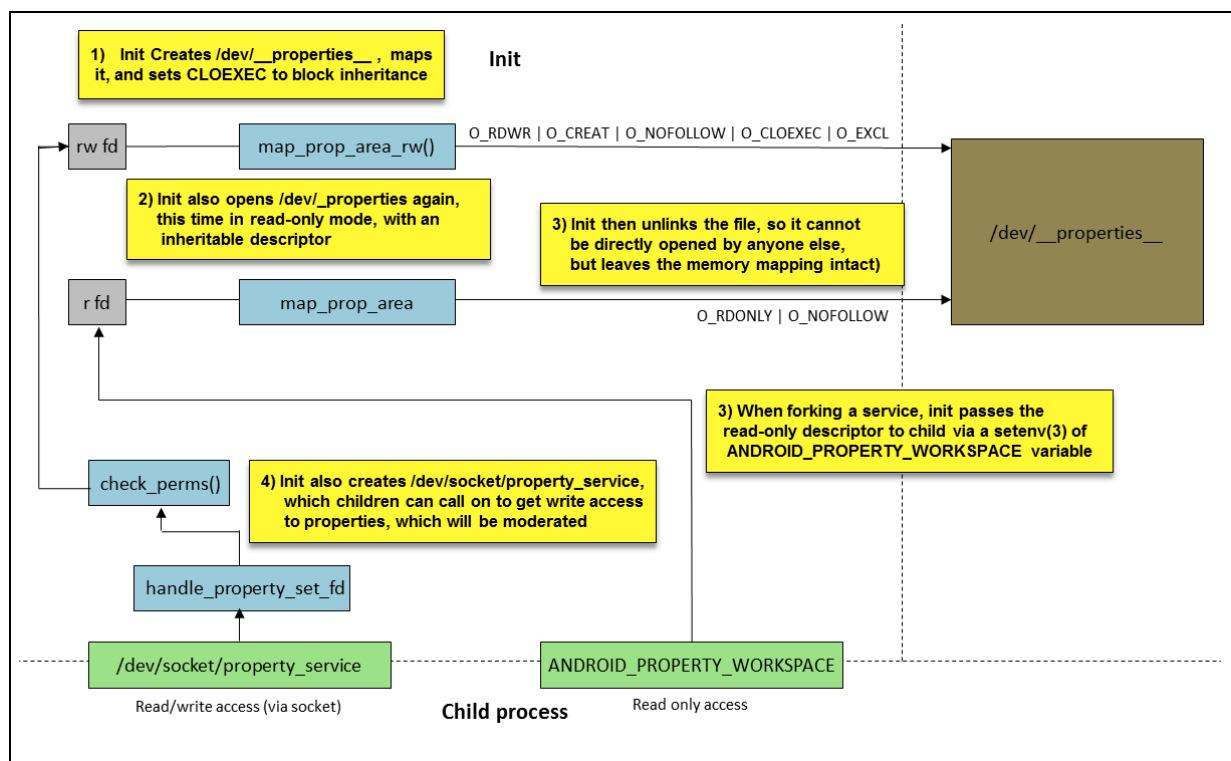 1) Init Creates /dev/__properties__ , maps
it, and sets CLOEXEC to block inheritance
Init
rw fd
map_prop_area_rw()
O_RDWR | O_CREAT | O_NOFOLLOW | O_CLOEXEC | O_EXCL
/dev/__properties__
2) Init also opens /dev/_properties again,
this time in read-only mode, with an
inheritable descriptor
3) Init then unlinks the file, so it cannot
be directly opened by anyone else,
but leaves the memory mapping intact)
r fd
map_prop_area
O_RDONLY | O_NOFOLLOW
3) When forking a service, init passes the
read-only descriptor to child via a setenv(3) of
ANDROID_PROPERTY_WORKSPACE variable
check_perms()
4) Init also creates /dev/socket/property_service,
which children can call on to get write access
to properties, which will be moderated
handle_property_set_fd
/dev/socket/property_service
ANDROID_PROPERTY_WORKSPACE
Read/write access (via socket)
Child process
Read only access